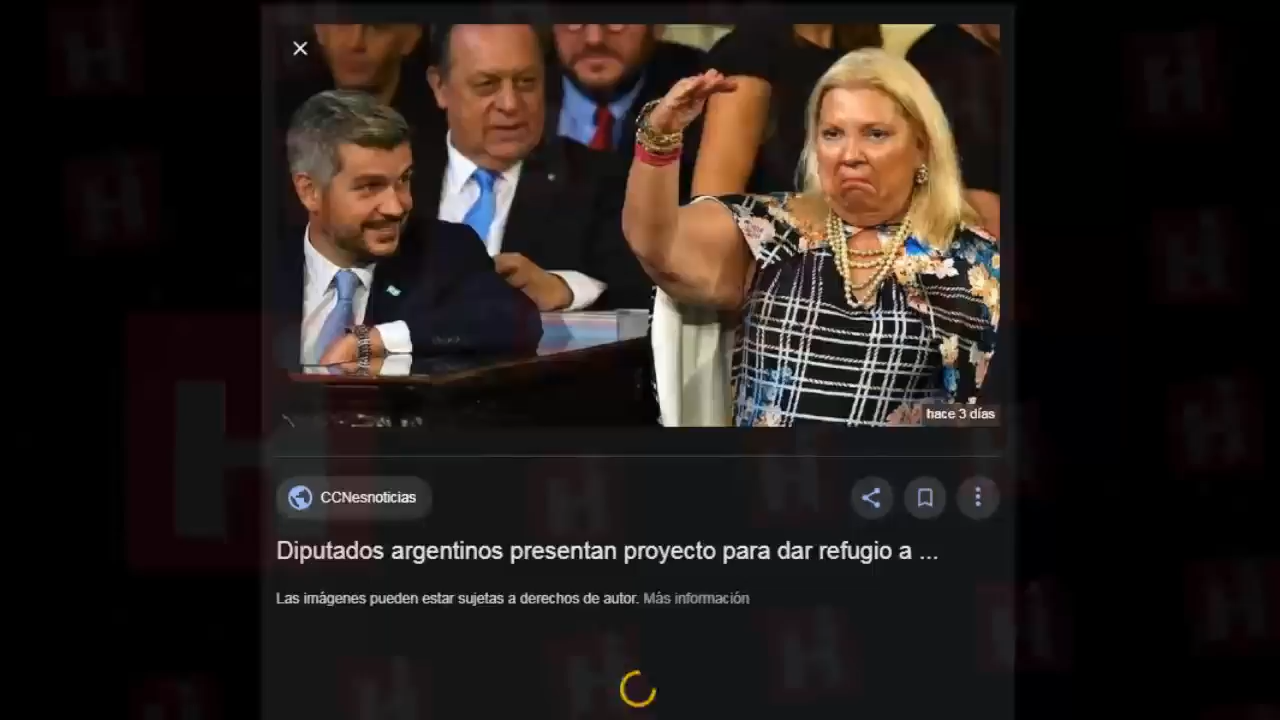 hace 3 días
CCNesnoticias
Diputados argentinos presentan proyecto para dar refugio a ...
Las imágenes pueden estar sujetas a derechos de autor. Más información